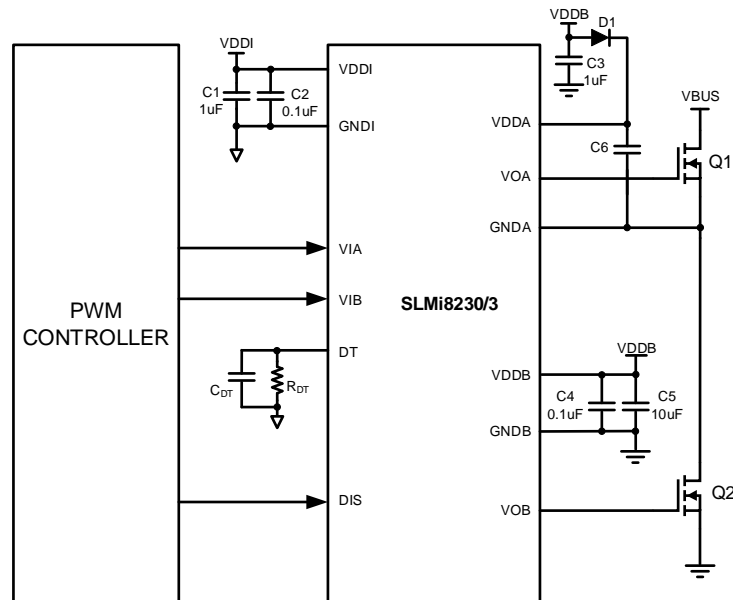 VDDB
D1
C3
1uF
VDDI
C1
1uF
C2
0.1uF
VDDI
GNDI
VBUS
VDDA
C6
VOA
Q1
GNDA
VIA
VIB
PWM
CONTROLLER
SLMi8230/3
DT
CDT
RDT
VDDB
VDDB
C4
0.1uF
C5
10uF
GNDB
DIS
VOB
Q2